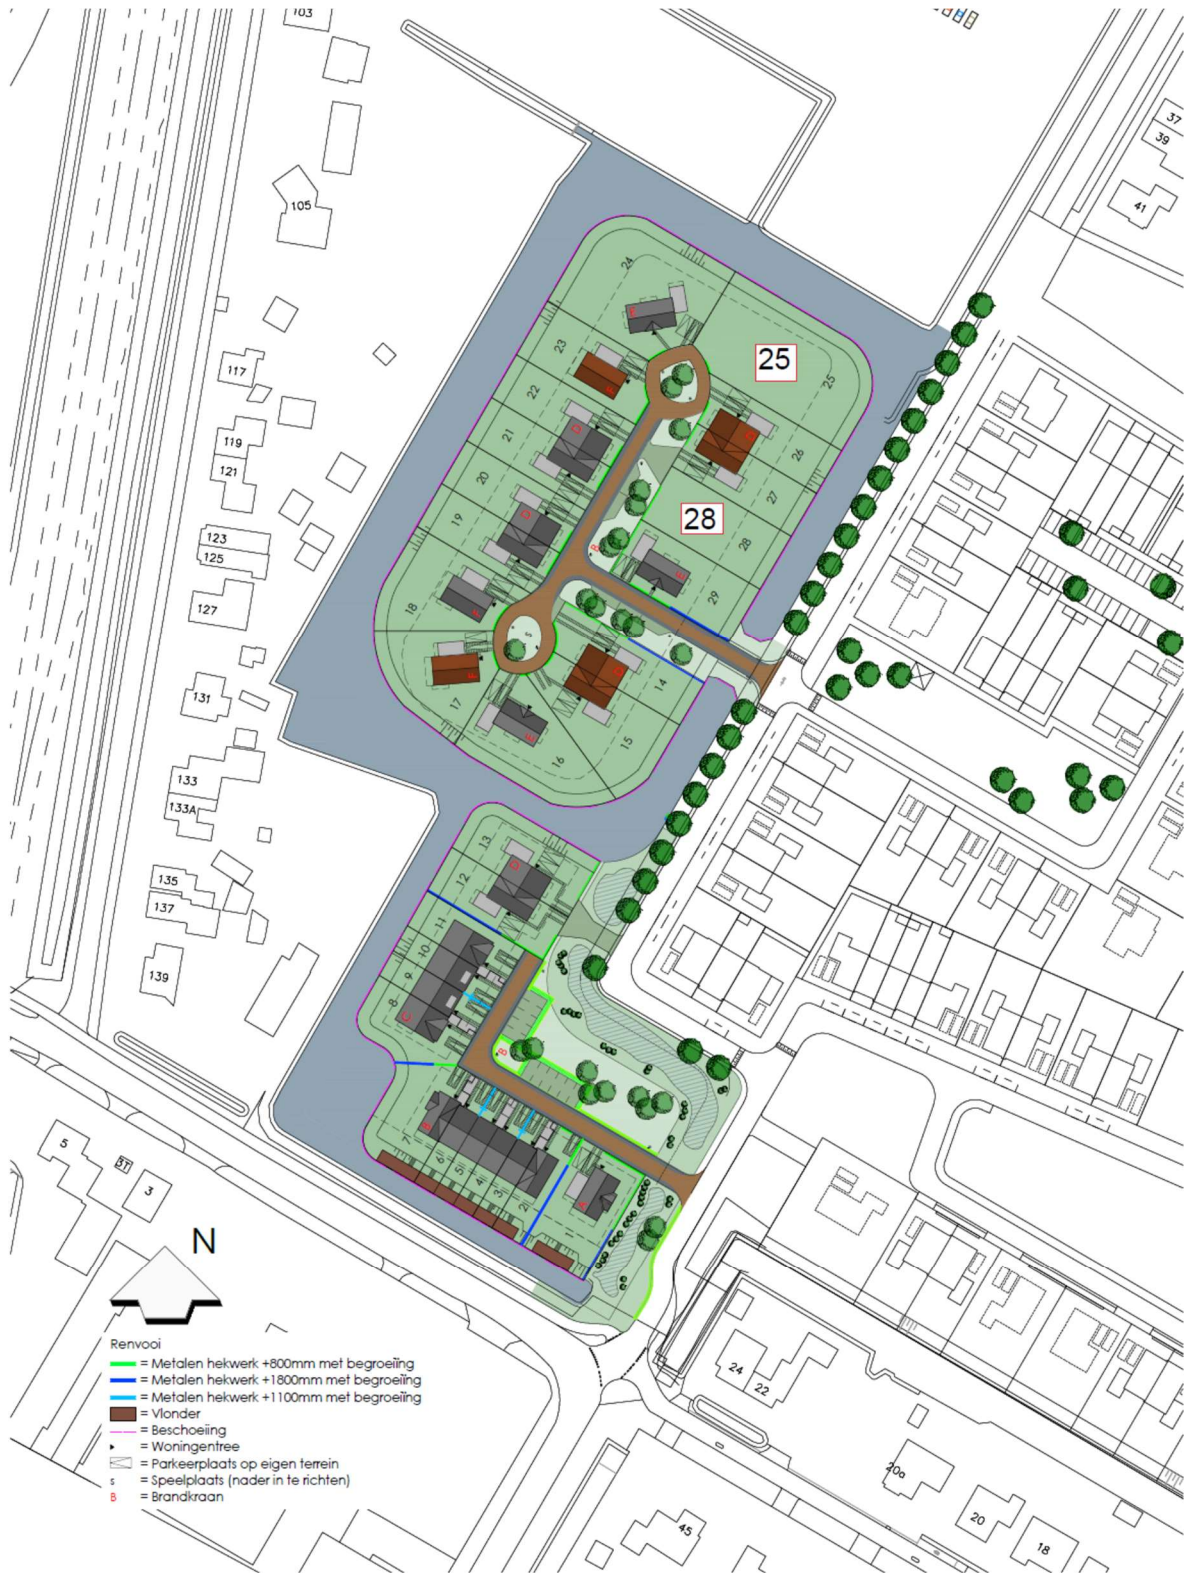 103
37
39
105
41
24
23
25
25
117
22
21
26
119
20
27
121
19
28
28
123
125
B
127
18
29
E
131
17
14
15
16
133
133A
13
D
12
135
137
11
10
139
9
8
C
B
7
B
6
5
4
3
2
A
1
5
3T
3
N
Renvooi
= Metalen hekwerk +800mm met begroeiïng
= Metalen hekwerk +1800mm met begroeiïng
= Metalen hekwerk +1100mm met begroeiïng
= Vlonder
= Beschoeiing
= Woningentree
= Parkeerplaats op eigen terrein
s = Speelplaats (nader in te richten)
B = Brandkraan
24
22
20a
20
18
45